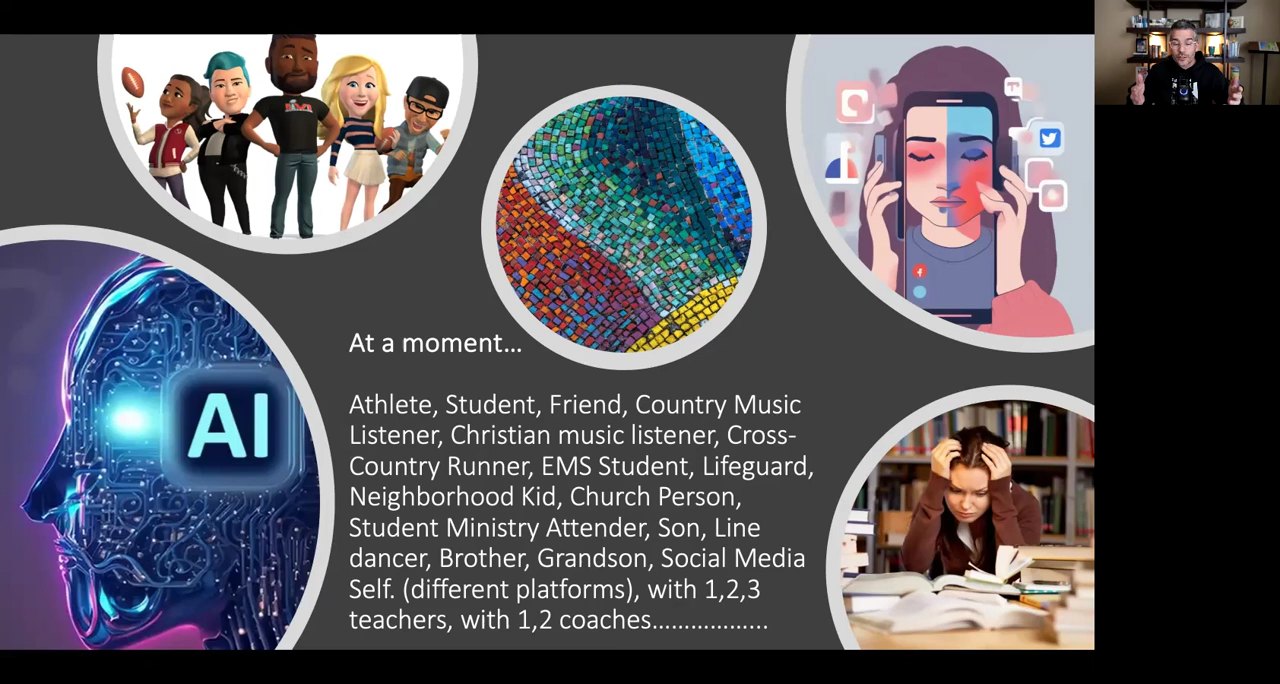 At a moment...
Athlete, Student, Friend, Country Music
Listener, Christian music listener, Cross-
Country Runner, EMS Student, Lifeguard,
Neighborhood Kid, Church Person,
Student Ministry Attender, Son, Line
dancer, Brother, Grandson, Social Media
Self. (different platforms), with 1,2,3
teachers, with 1,2 coaches....................
AI